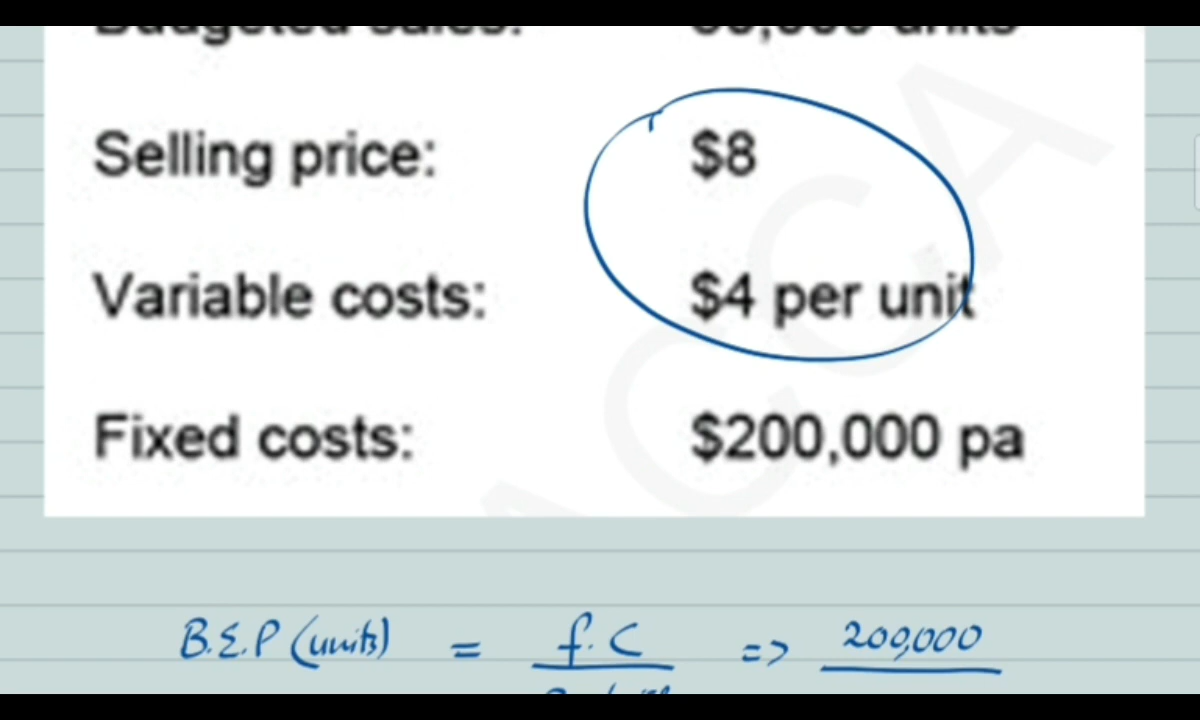 Selling price: $8
Variable costs: $4 per unit
Fixed costs: $200,000 pa
B.E.P (units) = f.C => 200,000